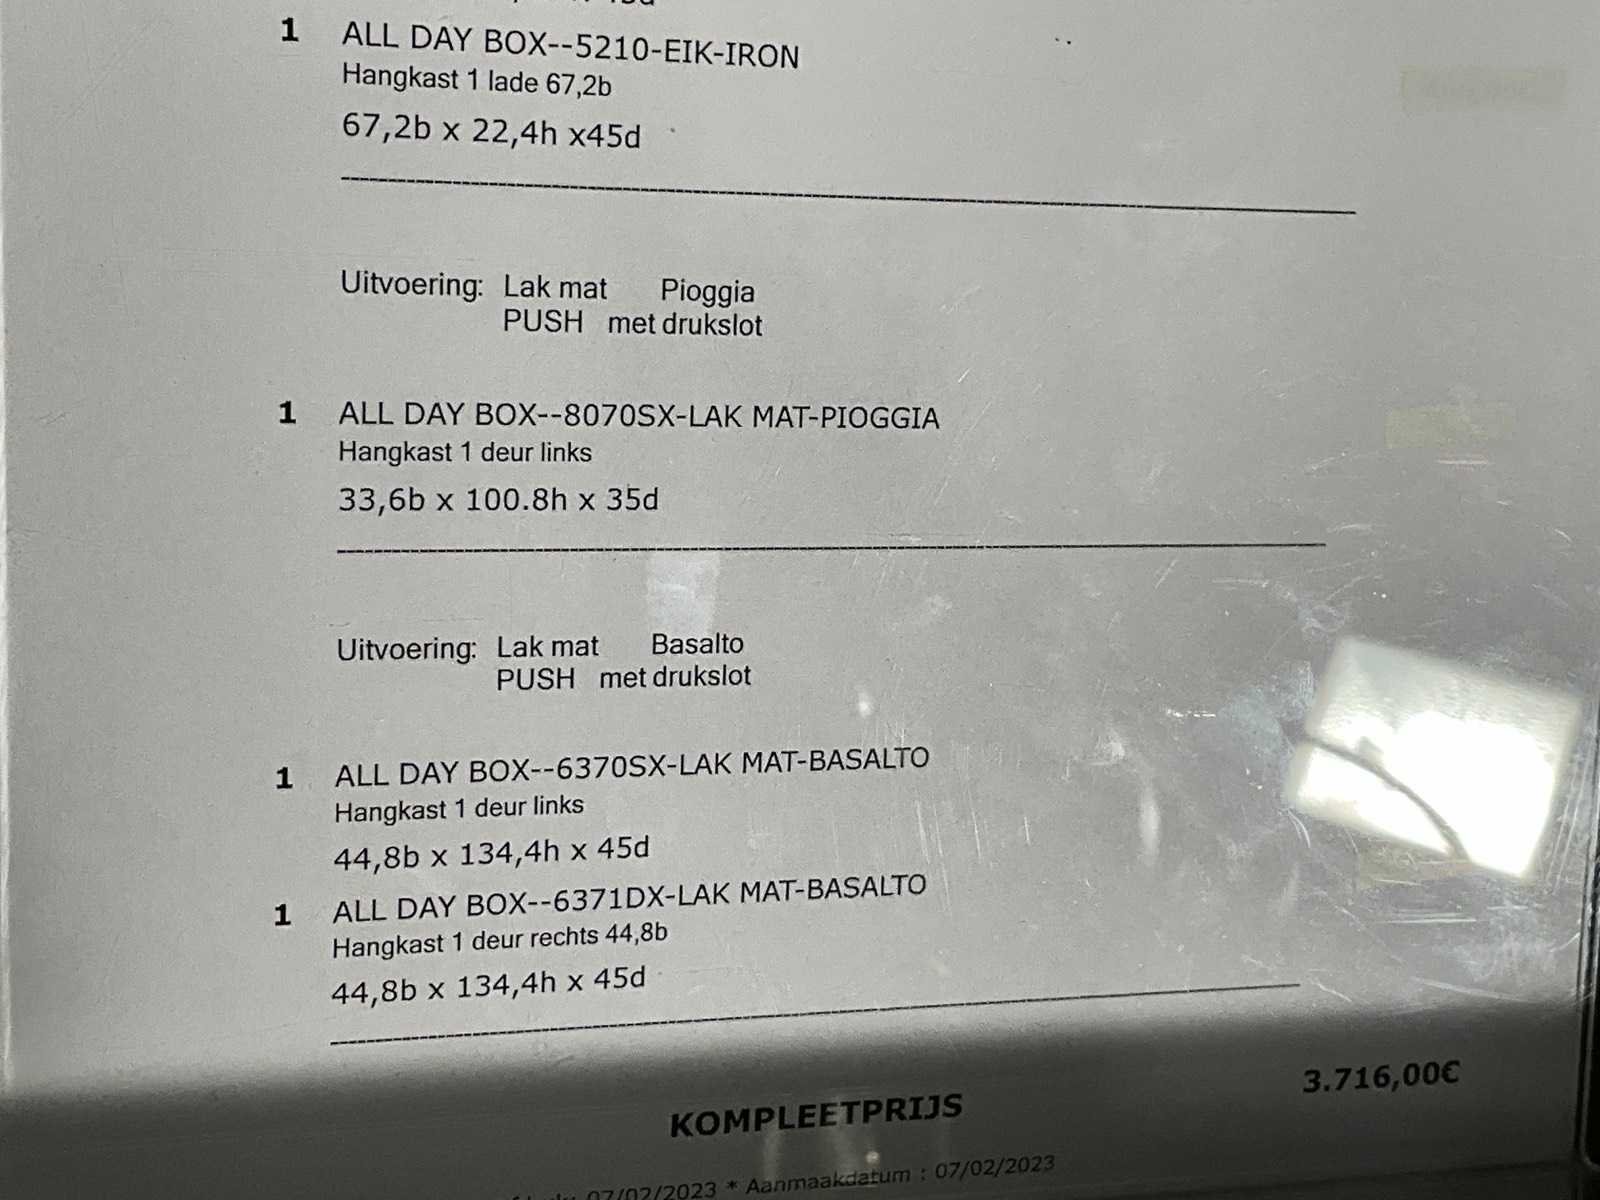 1 ALL DAY BOX--5210-EIK-IRON
Hangkast 1 lade 67,2b
67,2b x 22,4h x45d
Uitvoering: Lak mat Pioggia
PUSH met drukslot
1 ALL DAY BOX--8070SX-LAK MAT-PIOGGIA
Hangkast 1 deur links
33,6b x 100.8h x 35d
Uitvoering: Lak mat Basalto
PUSH met drukslot
1 ALL DAY BOX--6370SX-LAK MAT-BASALTO
Hangkast 1 deur links
44,8b x 134,4h x 45d
1 ALL DAY BOX--6371DX-LAK MAT-BASALTO
Hangkast 1 deur rechts 44,8b
44,8b x 134,4h x 45d
KOMPLEETPRIJS 3.716,00€
07/02/2023 * Aanmaakdatum : 07/02/2023